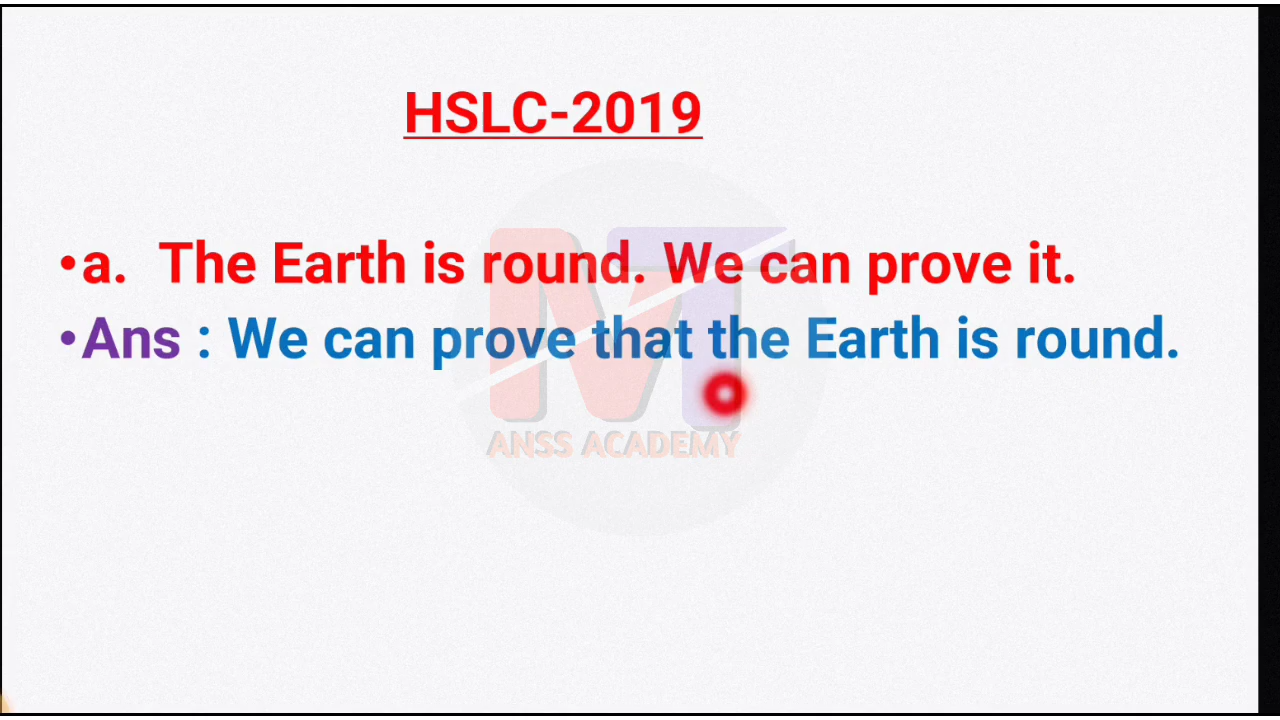 HSLC-2019
•a. The Earth is round. We can prove it.
•Ans : We can prove that the Earth is round.
MT
ANSS ACADEMY